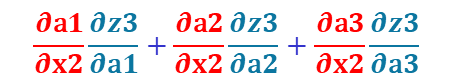 ∂a1/∂x2 ∂z3/∂a1 + ∂a2/∂x2 ∂z3/∂a2 + ∂a3/∂x2 ∂z3/∂a3